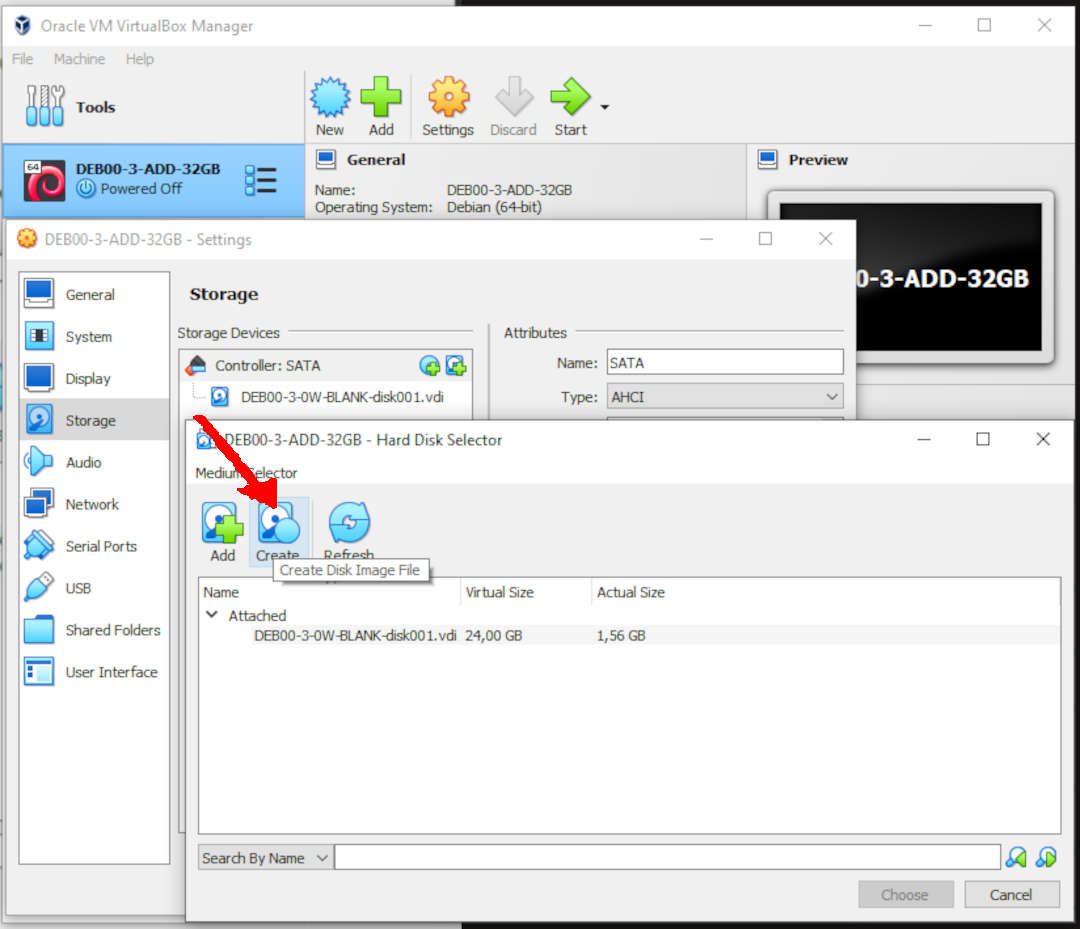 Oracle VM VirtualBox Manager
File Machine Help
Tools
New Add Settings Discard Start
64
DEB00-3-ADD-32GB
Powered Off
General
Name: DEB00-3-ADD-32GB
Operating System: Debian (64-bit)
Preview
0-3-ADD-32GB
DEB00-3-ADD-32GB - Settings
General
System
Display
Storage
Audio
Network
Serial Ports
USB
Shared Folders
User Interface
Storage
Storage Devices
Controller: SATA
DEB00-3-0W-BLANK-disk001.vdi
Attributes
Name: SATA
Type: AHCI
DEB00-3-ADD-32GB - Hard Disk Selector
Medium Selector
Add Create Refresh
Create Disk Image File
Name Virtual Size Actual Size
Attached
DEB00-3-0W-BLANK-disk001.vdi 24,00 GB 1,56 GB
Search By Name
Choose Cancel